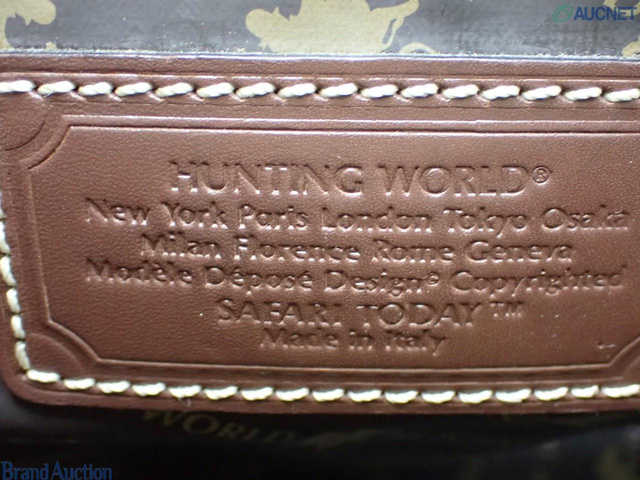 AUCNET
HUNTING WORLD®
New York Paris London Tokyo Osaka
Milan Florence Rome Geneva
Modèle Déposé Design® Copyrighted
SAFARI TODAY™
Made in Italy
WORLD
Brand Auction